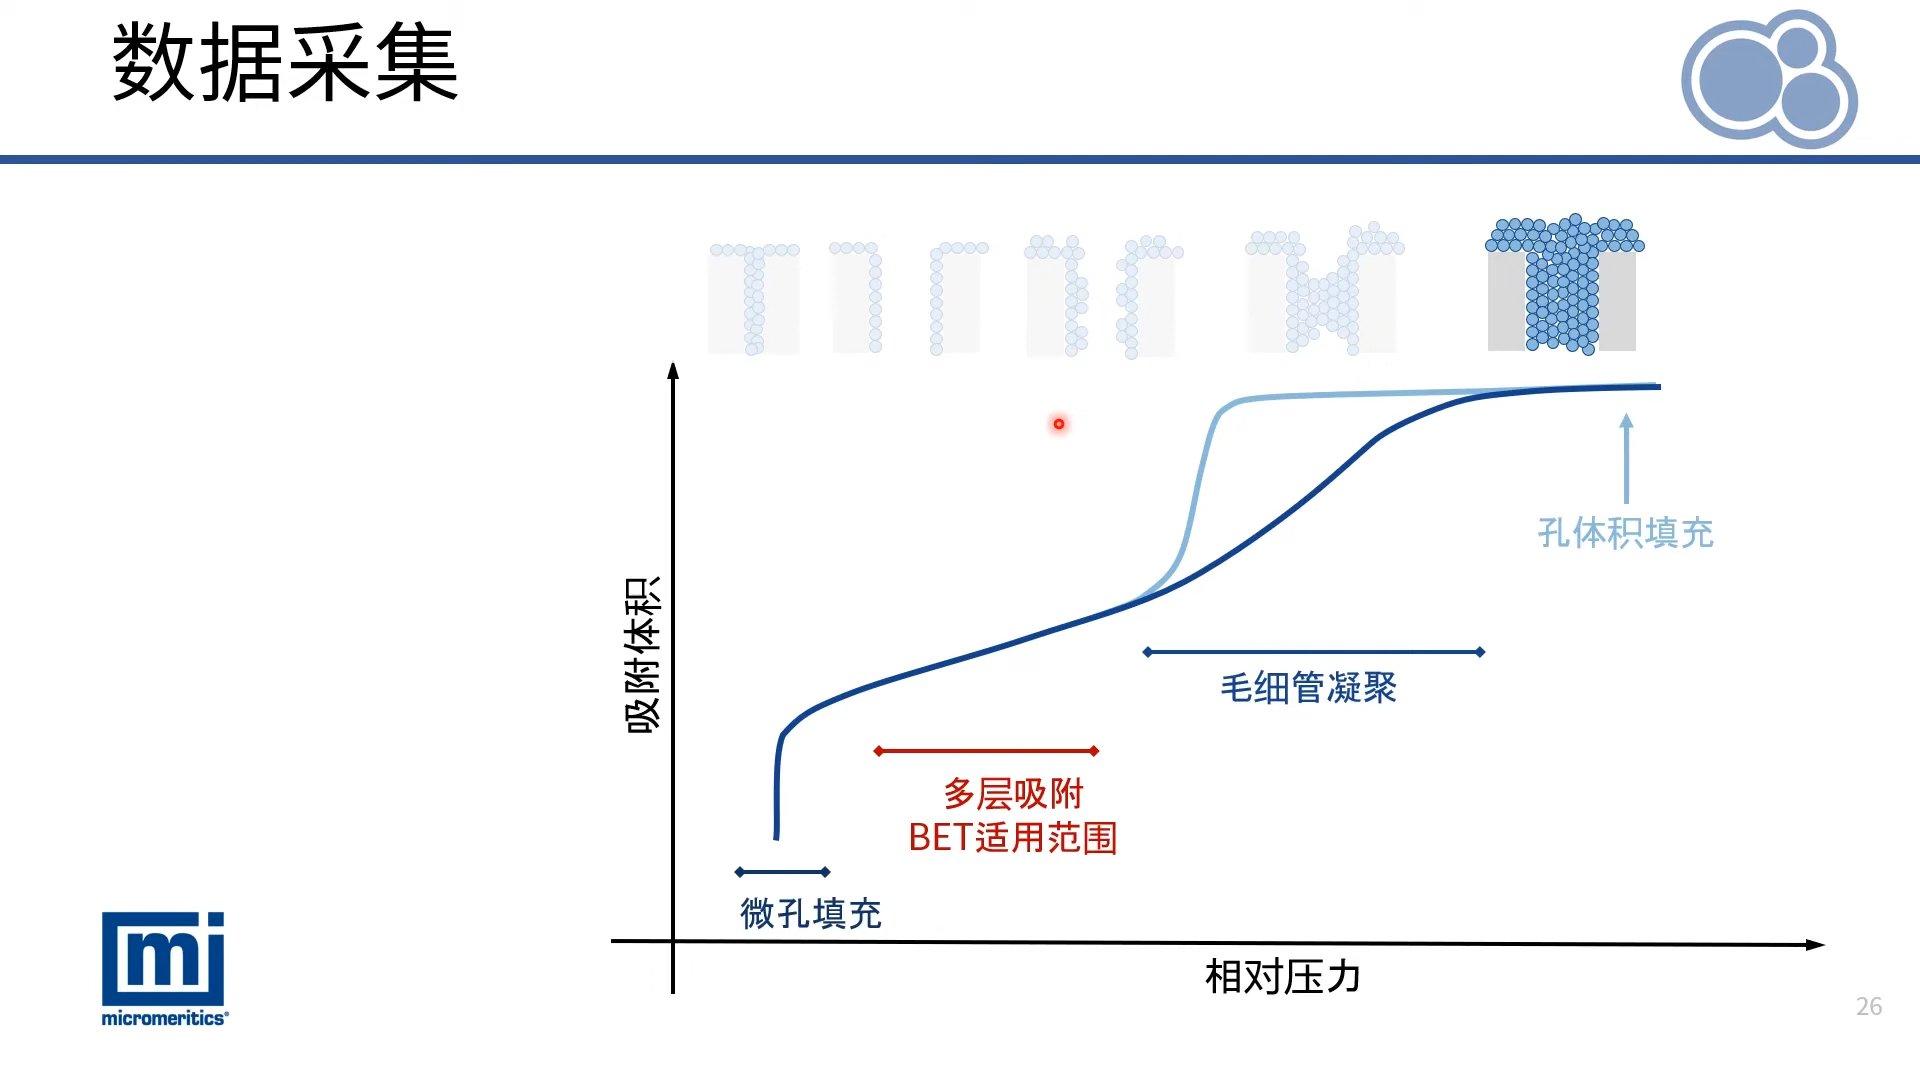 数据采集
孔体积填充
吸附体积
毛细管凝聚
多层吸附
BET适用范围
微孔填充
相对压力
mi
micromeritics®
26